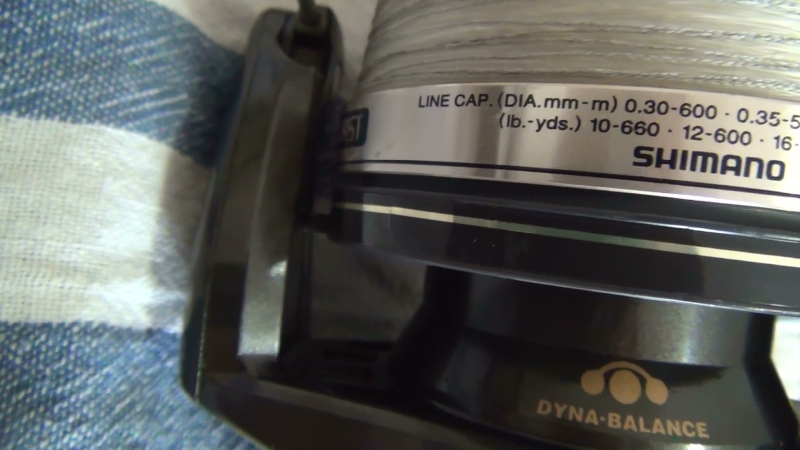 LINE CAP. (DIA.mm-m) 0.30-600 · 0.35-5
(lb.-yds.) 10-660 · 12-600 · 16-
SHIMANO
DYNA·BALANCE